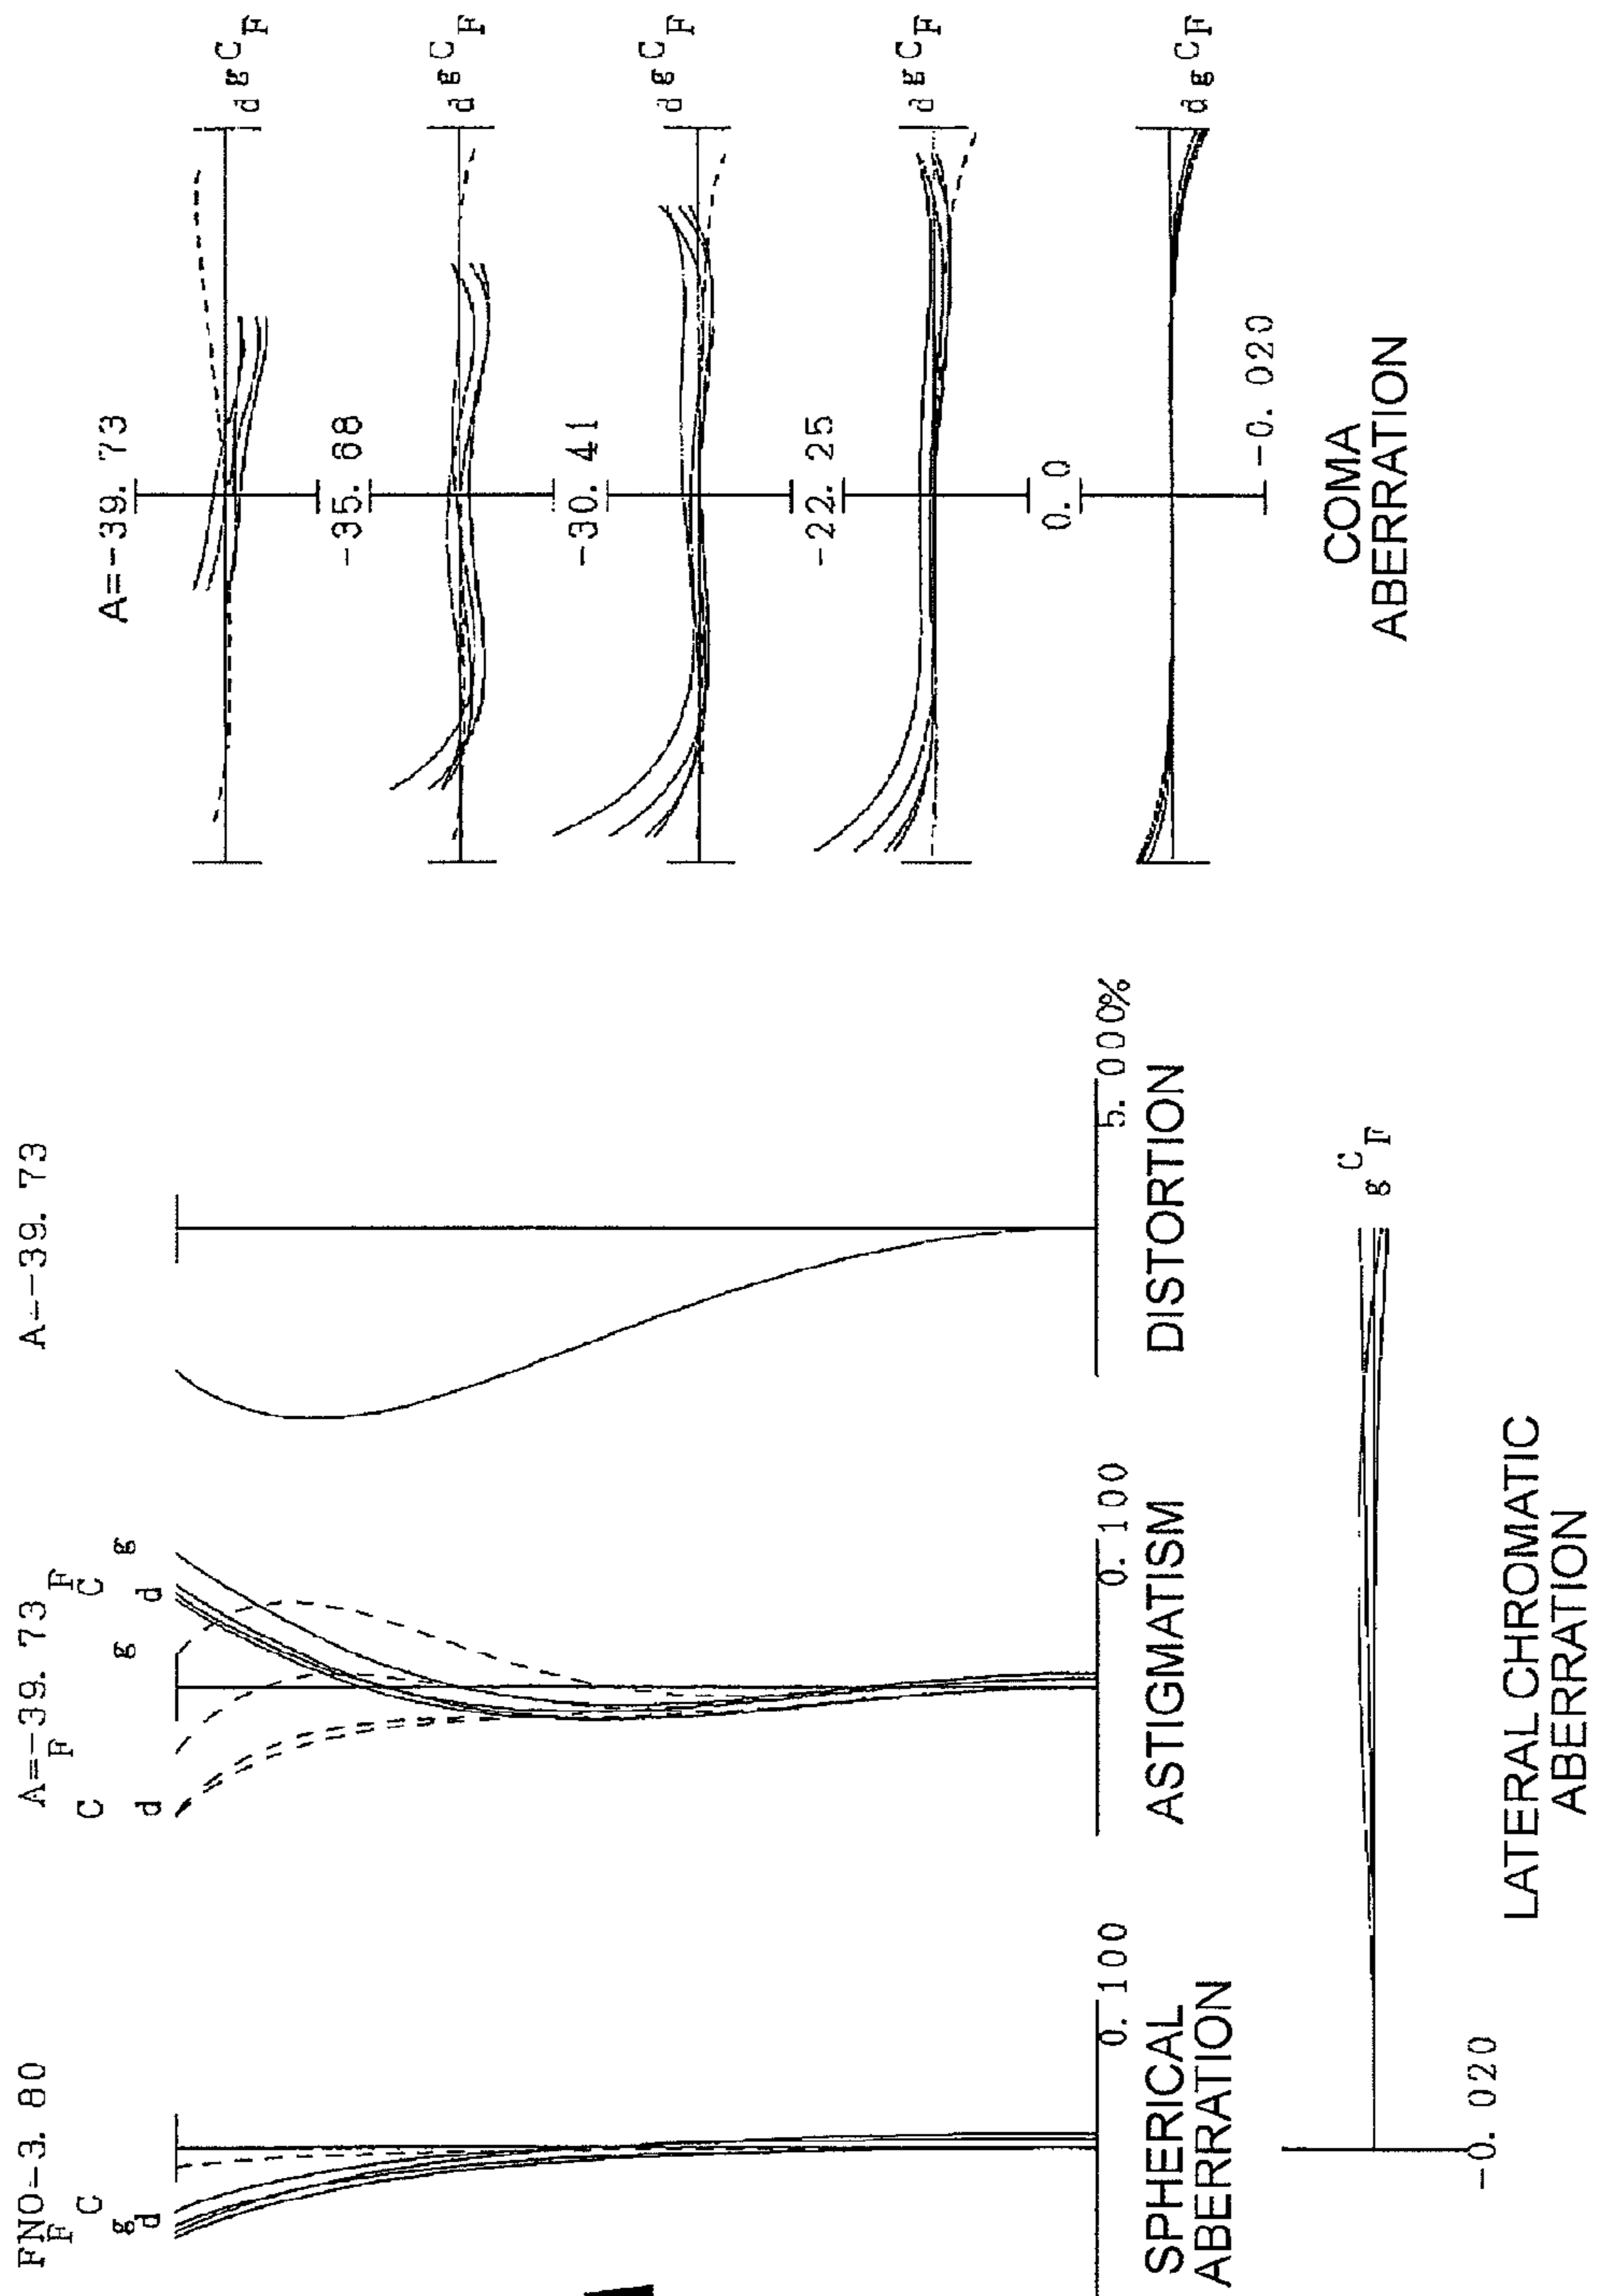 FNO=3. 80
F
C
g
d
0. 100
SPHERICAL
ABERRATION
A=-39. 73
F
C
d
g
F
C
d
g
0. 100
ASTIGMATISM
A=-39. 73
5. 000%
DISTORTION
g C F
-0. 020
LATERAL CHROMATIC
ABERRATION
A=-39. 73
d g C F
-35. 68
d g C F
-30. 41
d g C F
-22. 25
d g C F
0. 0
d g C F
-0. 020
COMA
ABERRATION